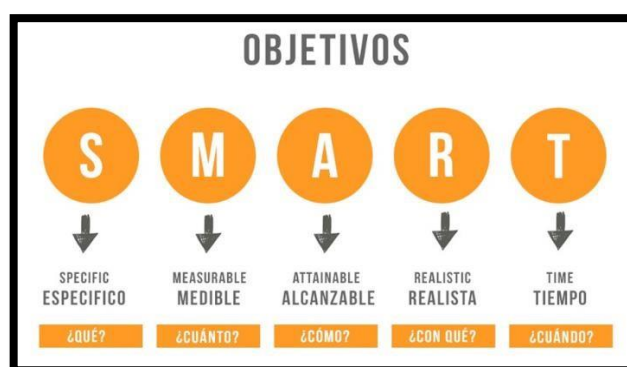 OBJETIVOS
S M A R T
SPECIFIC MEASURABLE ATTAINABLE REALISTIC TIME
ESPECIFICO MEDIBLE ALCANZABLE REALISTA TIEMPO
¿QUÉ? ¿CUÁNTO? ¿CÓMO? ¿CON QUÉ? ¿CUÁNDO?